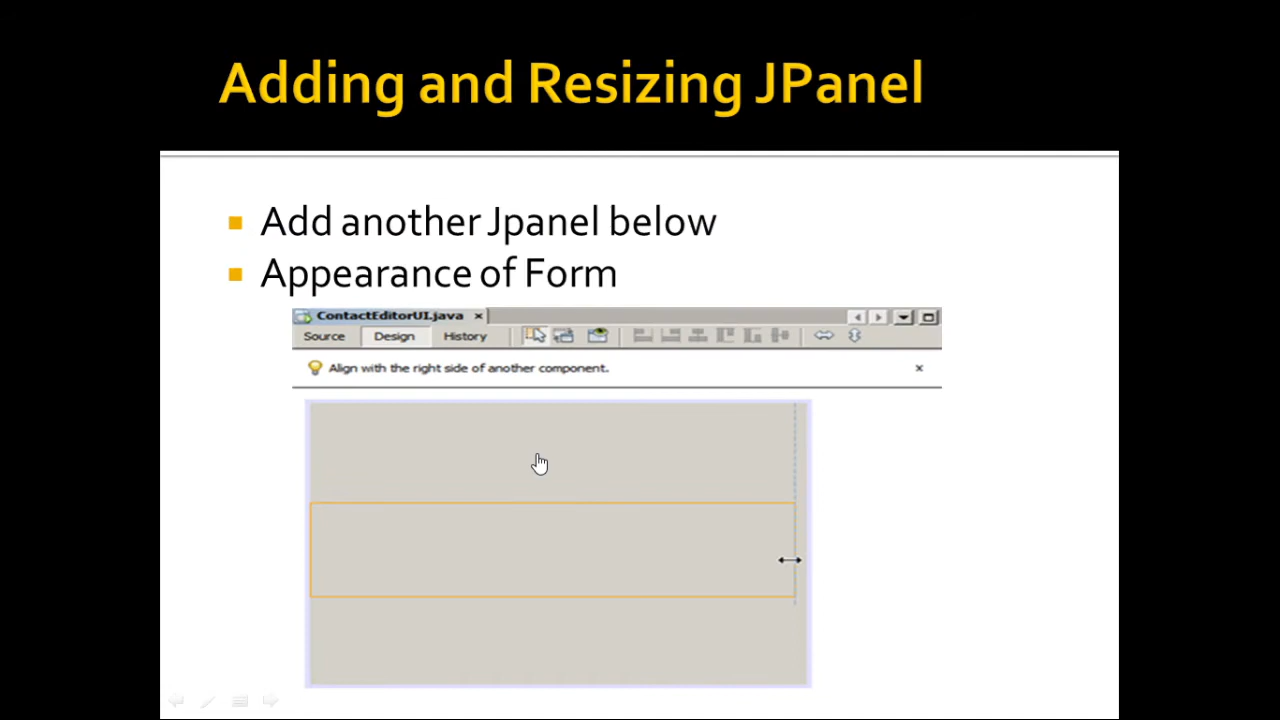 Adding and Resizing JPanel
Add another Jpanel below
Appearance of Form
ContactEditorUI.java
Source Design History
Align with the right side of another component.